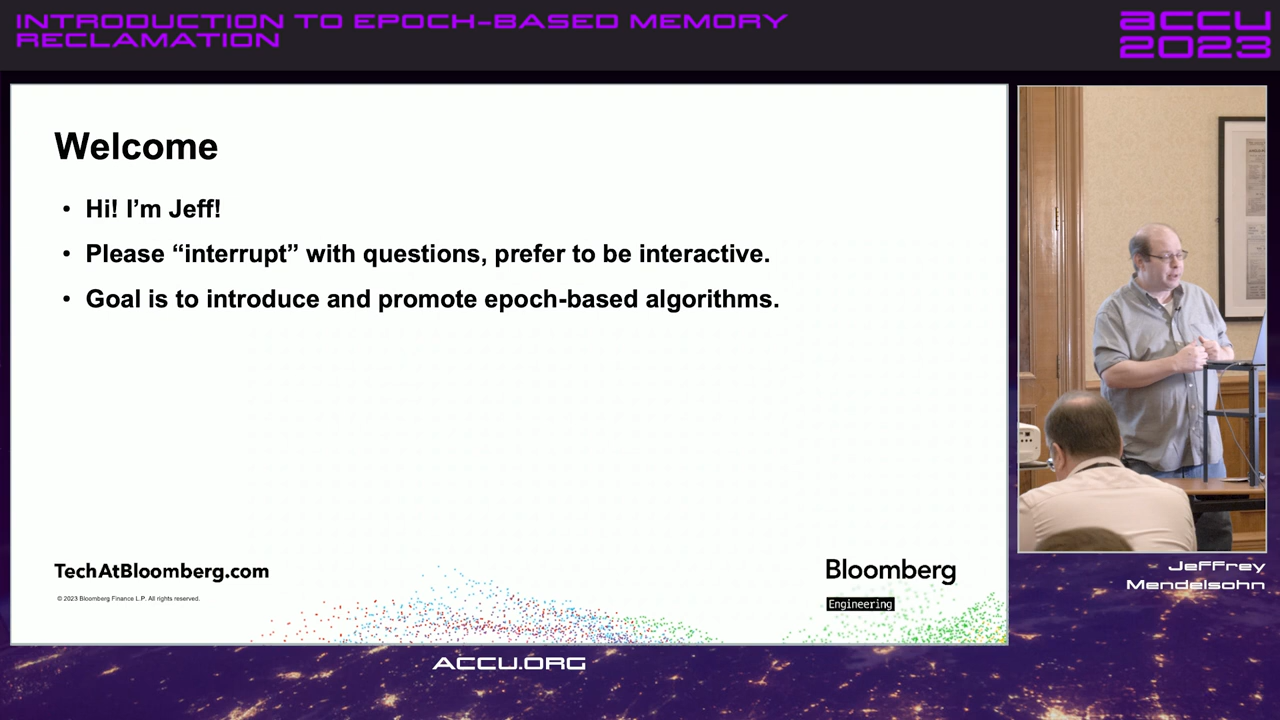 INTRODUCTION TO EPOCH-BASED MEMORY
RECLAMATION
accu
2023
Welcome
• Hi! I’m Jeff!
• Please “interrupt” with questions, prefer to be interactive.
• Goal is to introduce and promote epoch-based algorithms.
TechAtBloomberg.com
© 2023 Bloomberg Finance L.P. All rights reserved.
Bloomberg
Engineering
Jeffrey
Mendelsohn
ACCU.ORG